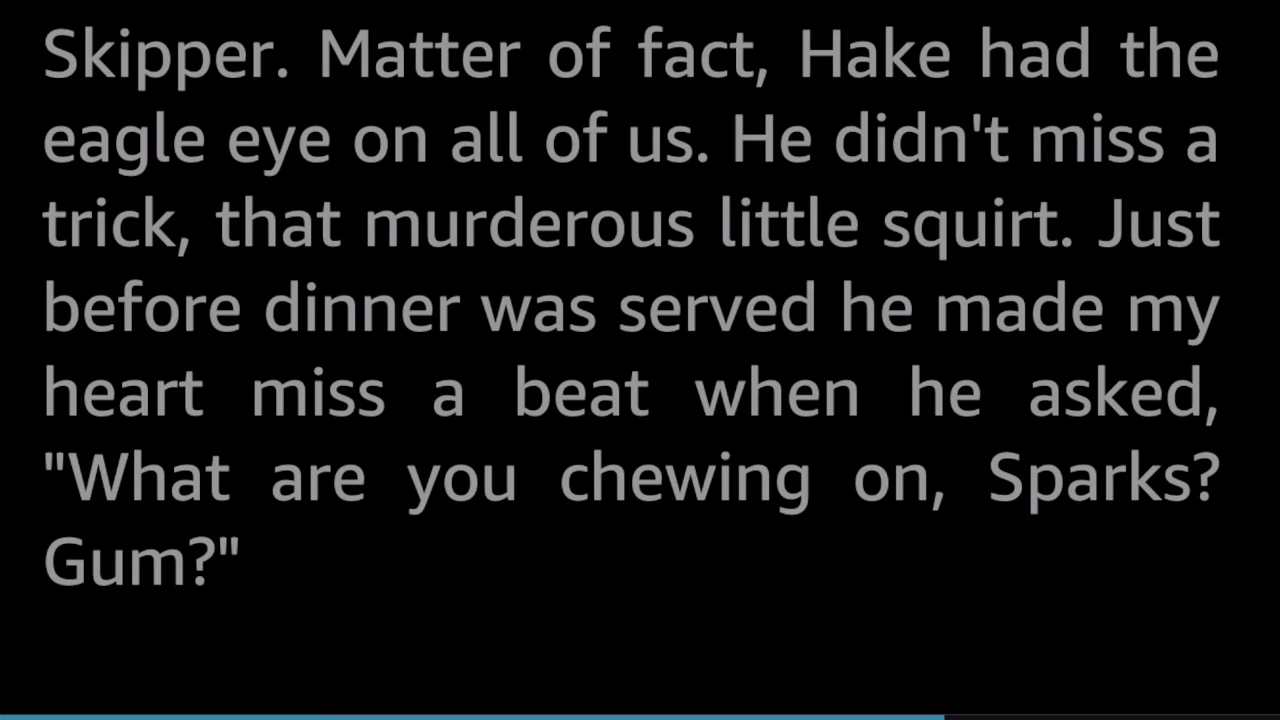 Skipper. Matter of fact, Hake had the
eagle eye on all of us. He didn't miss a
trick, that murderous little squirt. Just
before dinner was served he made my
heart miss a beat when he asked,
"What are you chewing on, Sparks?
Gum?"